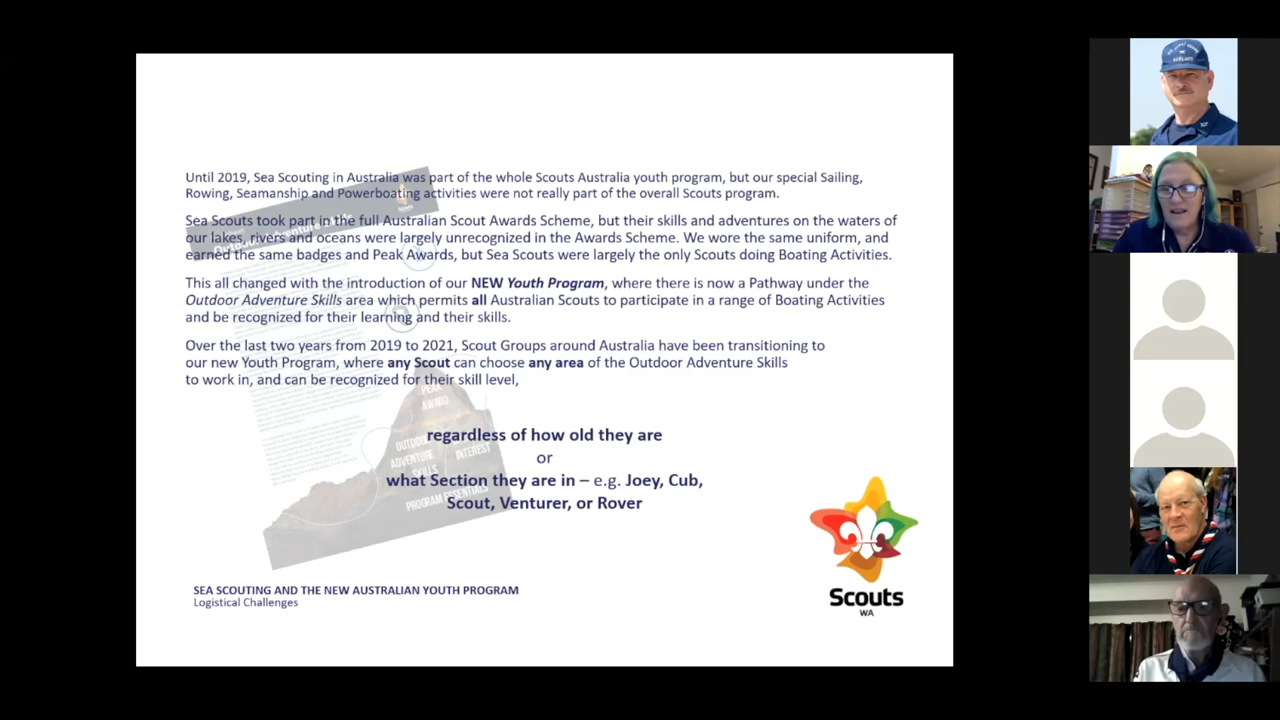 Until 2019, Sea Scouting in Australia was part of the whole Scouts Australia youth program, but our special Sailing,
Rowing, Seamanship and Powerboating activities were not really part of the overall Scouts program.
Sea Scouts took part in the full Australian Scout Awards Scheme, but their skills and adventures on the waters of
our lakes, rivers and oceans were largely unrecognized in the Awards Scheme. We wore the same uniform, and
earned the same badges and Peak Awards, but Sea Scouts were largely the only Scouts doing Boating Activities.
This all changed with the introduction of our NEW Youth Program, where there is now a Pathway under the
Outdoor Adventure Skills area which permits all Australian Scouts to participate in a range of Boating Activities
and be recognized for their learning and their skills.
Over the last two years from 2019 to 2021, Scout Groups around Australia have been transitioning to
our new Youth Program, where any Scout can choose any area of the Outdoor Adventure Skills
to work in, and can be recognized for their skill level,
PEAK
AWARD
regardless of how old they are
OUTDOOR
ADVENTURE
SKILLS
INTEREST
or
what Section they are in – e.g. Joey, Cub,
Scout, Venturer, or Rover
PROGRAM ESSENTIALS
SEA SCOUTING AND THE NEW AUSTRALIAN YOUTH PROGRAM
Logistical Challenges
Scouts
WA